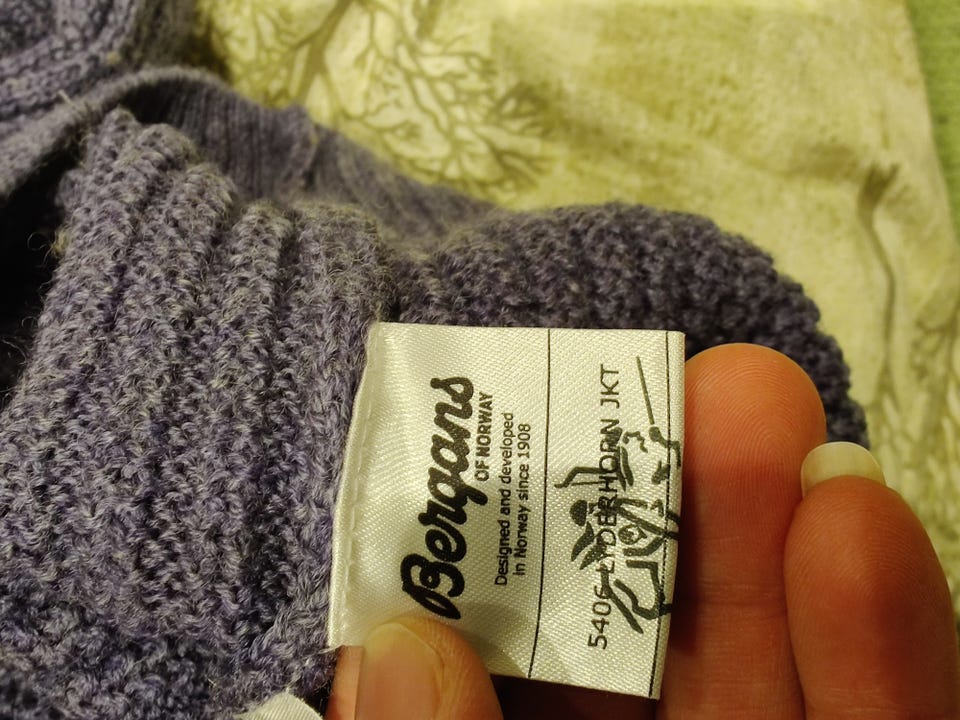 Bergans
OF NORWAY
Designed and developed
in Norway since 1908
5406 LYDERHORN JKT